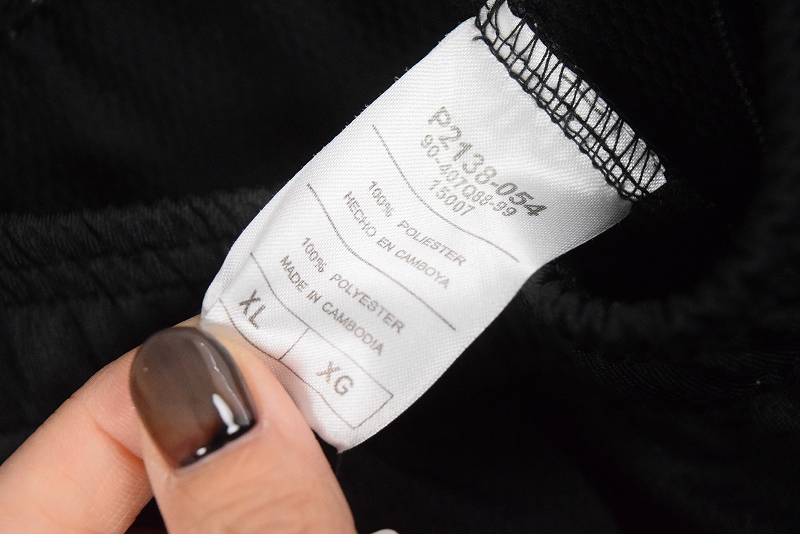 P2138-054
90-407Q88-99
15007
100% POLIESTER
HECHO EN CAMBOYA
100% POLYESTER
MADE IN CAMBODIA
XL
XG